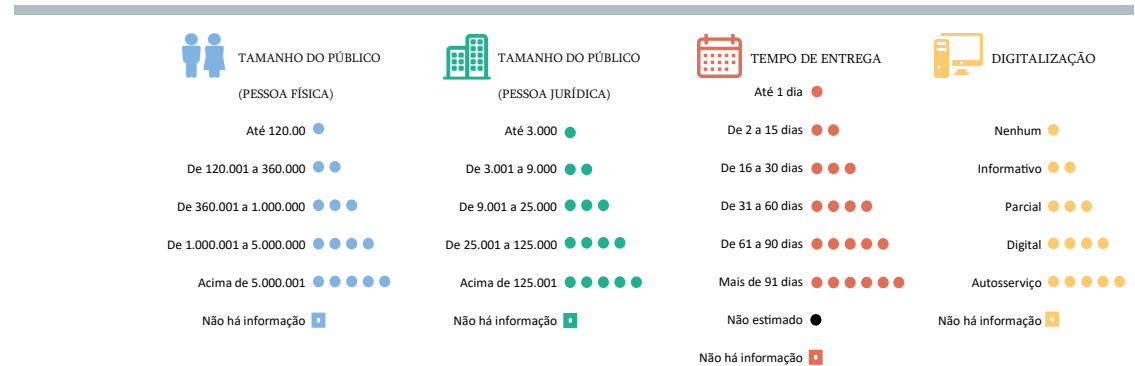 TAMANHO DO PÚBLICO
(PESSOA FÍSICA)
Até 120.00
De 120.001 a 360.000
De 360.001 a 1.000.000
De 1.000.001 a 5.000.000
Acima de 5.000.001
Não há informação
TAMANHO DO PÚBLICO
(PESSOA JURÍDICA)
Até 3.000
De 3.001 a 9.000
De 9.001 a 25.000
De 25.001 a 125.000
Acima de 125.001
Não há informação
TEMPO DE ENTREGA
Até 1 dia
De 2 a 15 dias
De 16 a 30 dias
De 31 a 60 dias
De 61 a 90 dias
Mais de 91 dias
Não estimado
Não há informação
DIGITALIZAÇÃO
Nenhum
Informativo
Parcial
Digital
Autosserviço
Não há informação